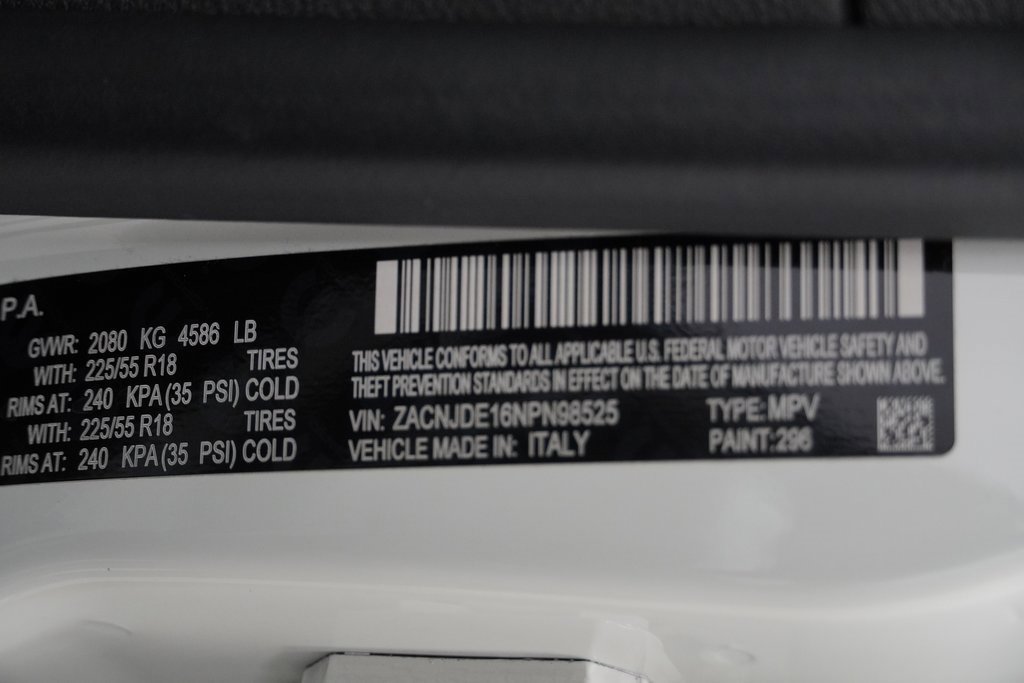 P.A.
GVWR: 2080 KG 4586 LB
WITH: 225/55 R18 TIRES
RIMS AT: 240 KPA(35 PSI) COLD
WITH: 225/55 R18 TIRES
RIMS AT: 240 KPA(35 PSI) COLD
THIS VEHICLE CONFORMS TO ALL APPLICABLE U.S. FEDERAL MOTOR VEHICLE SAFETY AND
THEFT PREVENTION STANDARDS IN EFFECT ON THE DATE OF MANUFACTURE SHOWN ABOVE.
VIN: ZACNJDE16NPN98525 TYPE: MPV
VEHICLE MADE IN: ITALY PAINT: 296